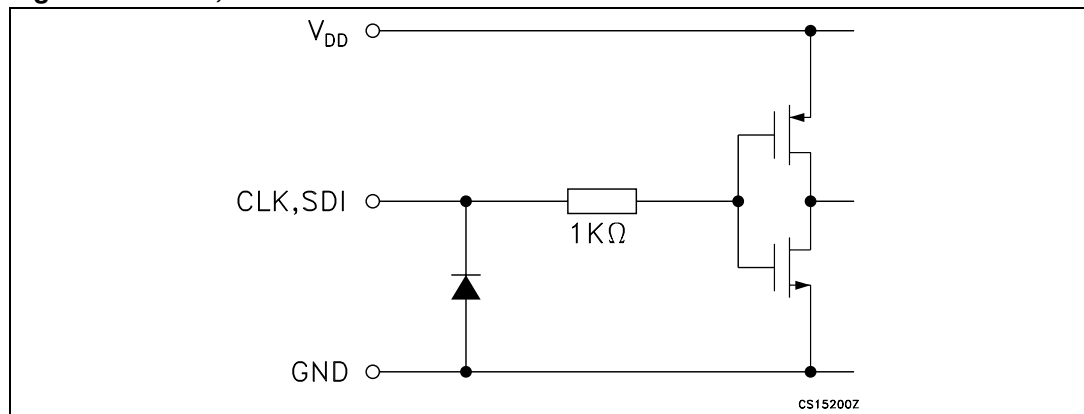 V_DD
CLK,SDI
1KΩ
GND
CS15200Z